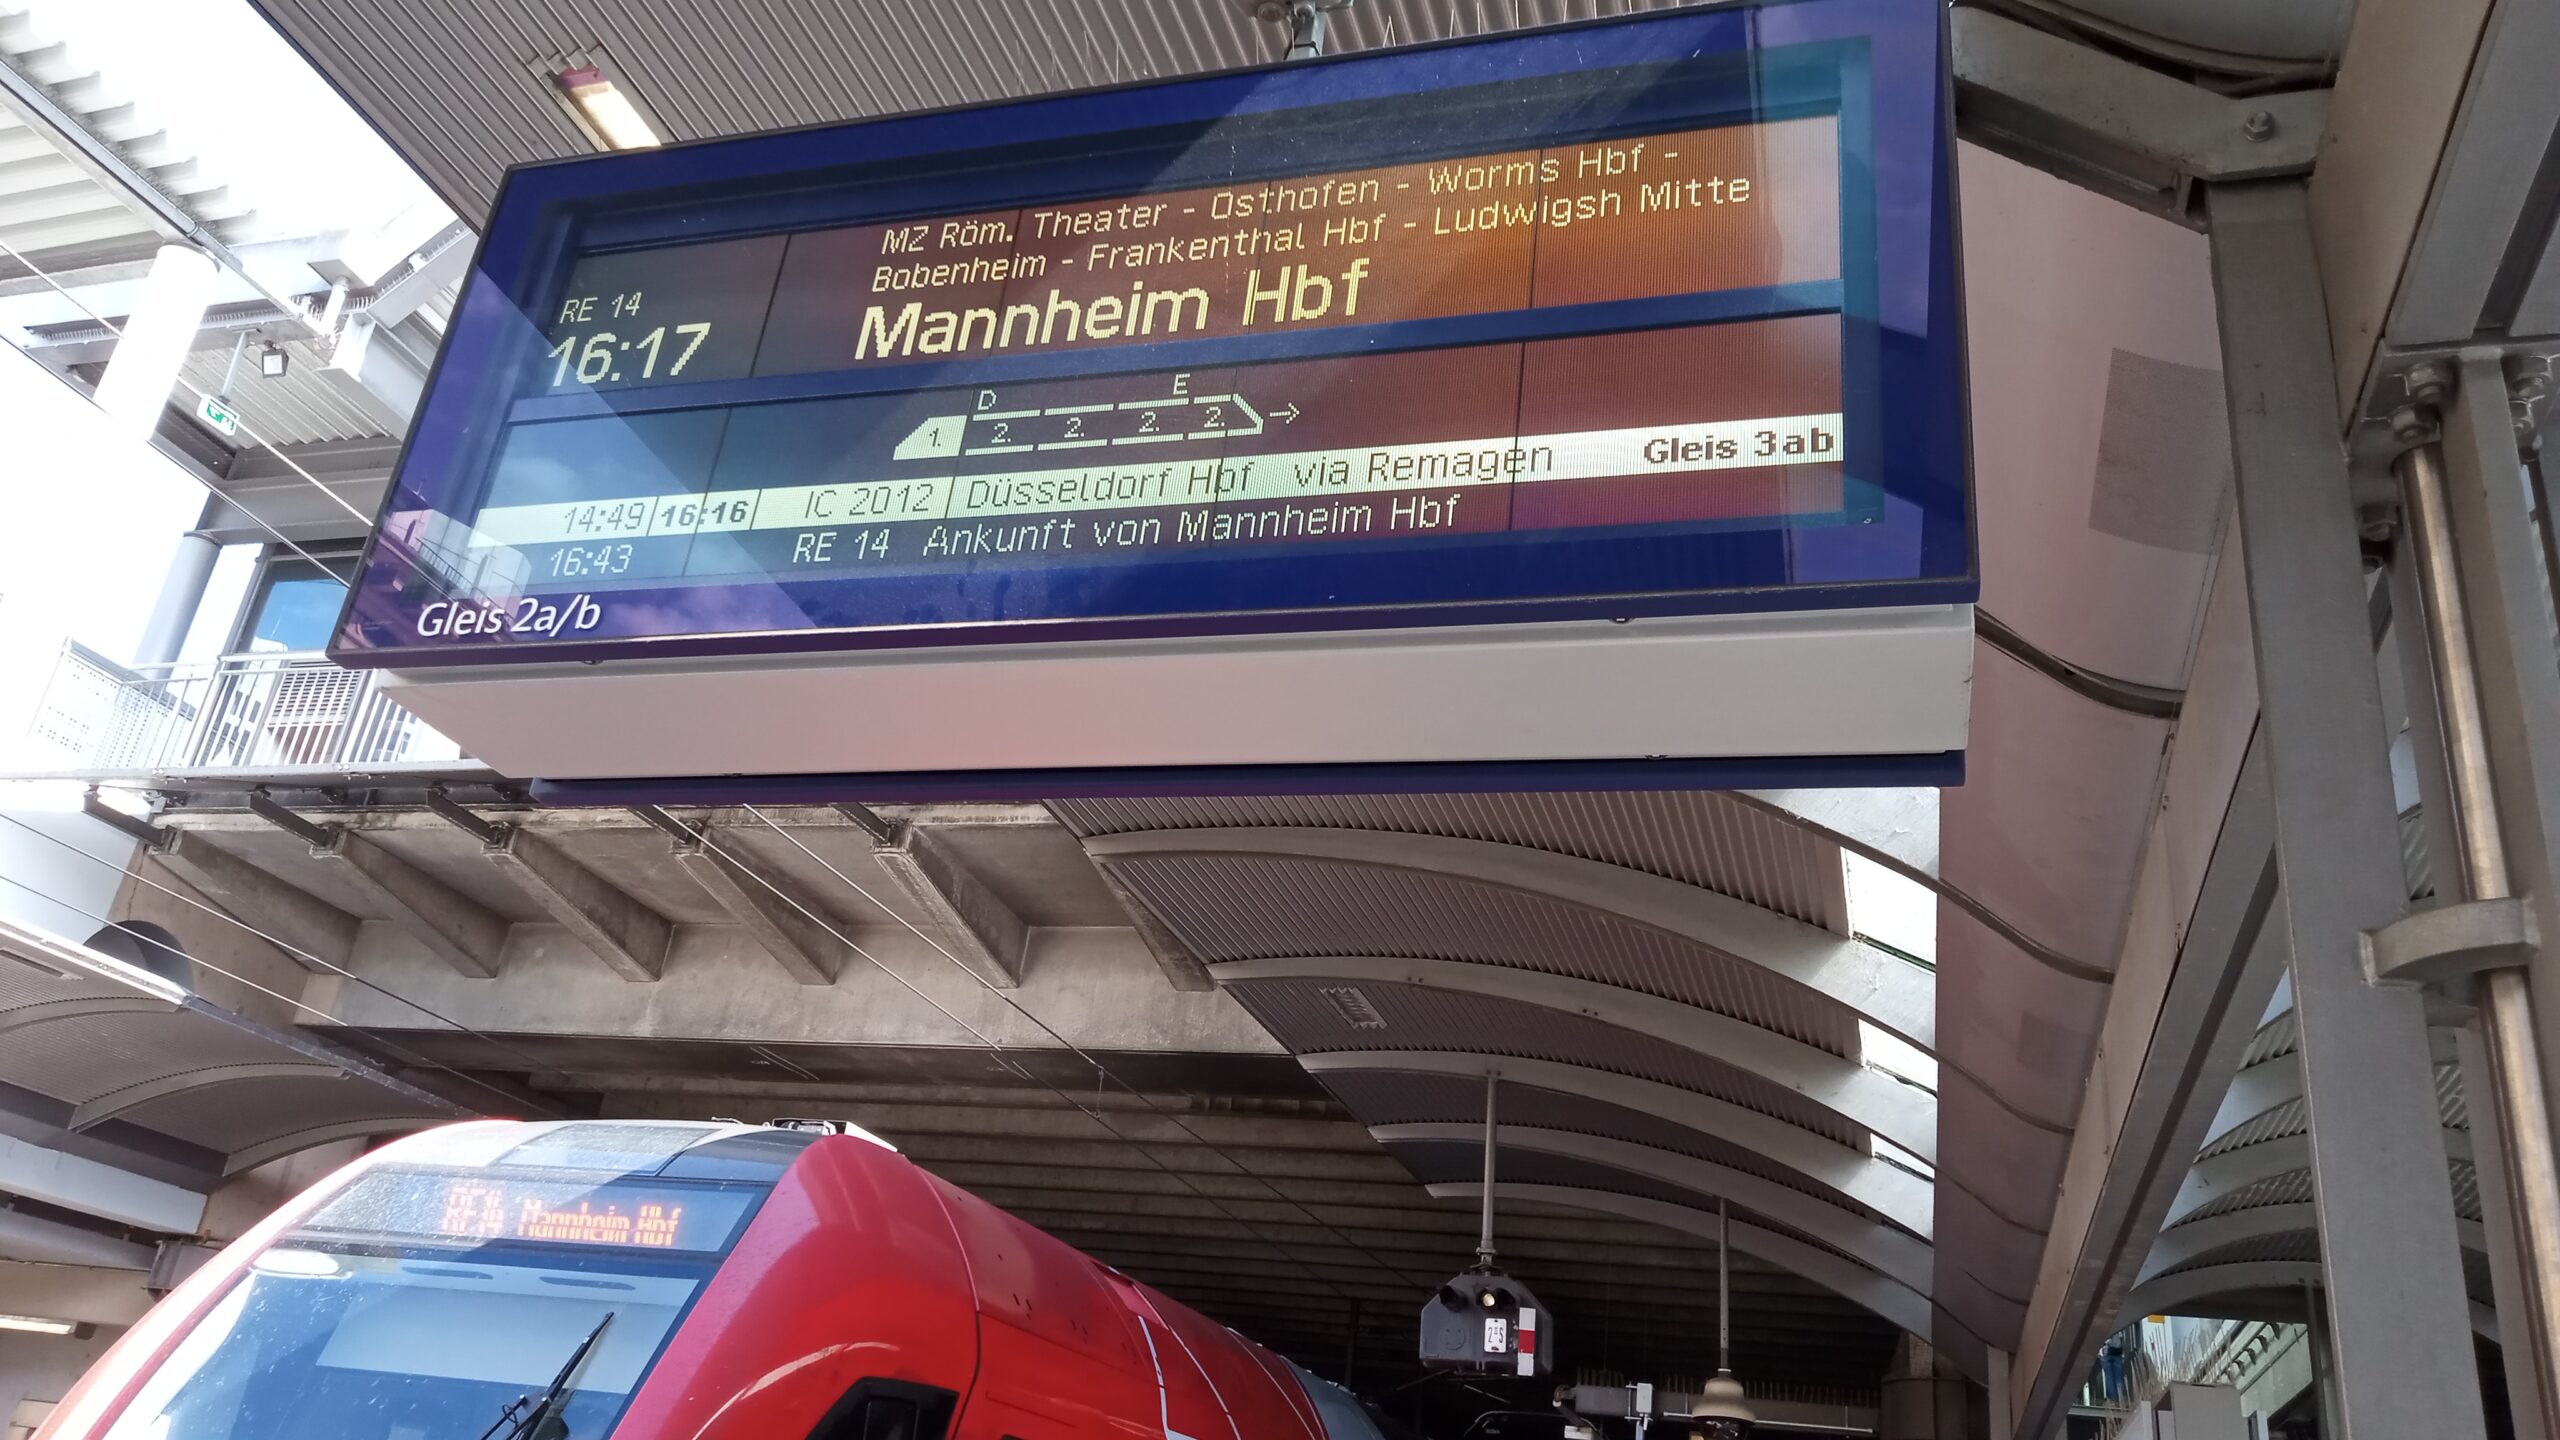 MZ Röm. Theater - Osthofen - Worms Hbf -
Bobenheim - Frankenthal Hbf - Ludwigsh Mitte
RE 14
16:17 Mannheim Hbf
D E
1. 2. 2. 2. 2. →
14:49 16:16 IC 2012 Düsseldorf Hbf via Remagen Gleis 3ab
16:43 RE 14 Ankunft von Mannheim Hbf
Gleis 2a/b
RE 14 Mannheim Hbf